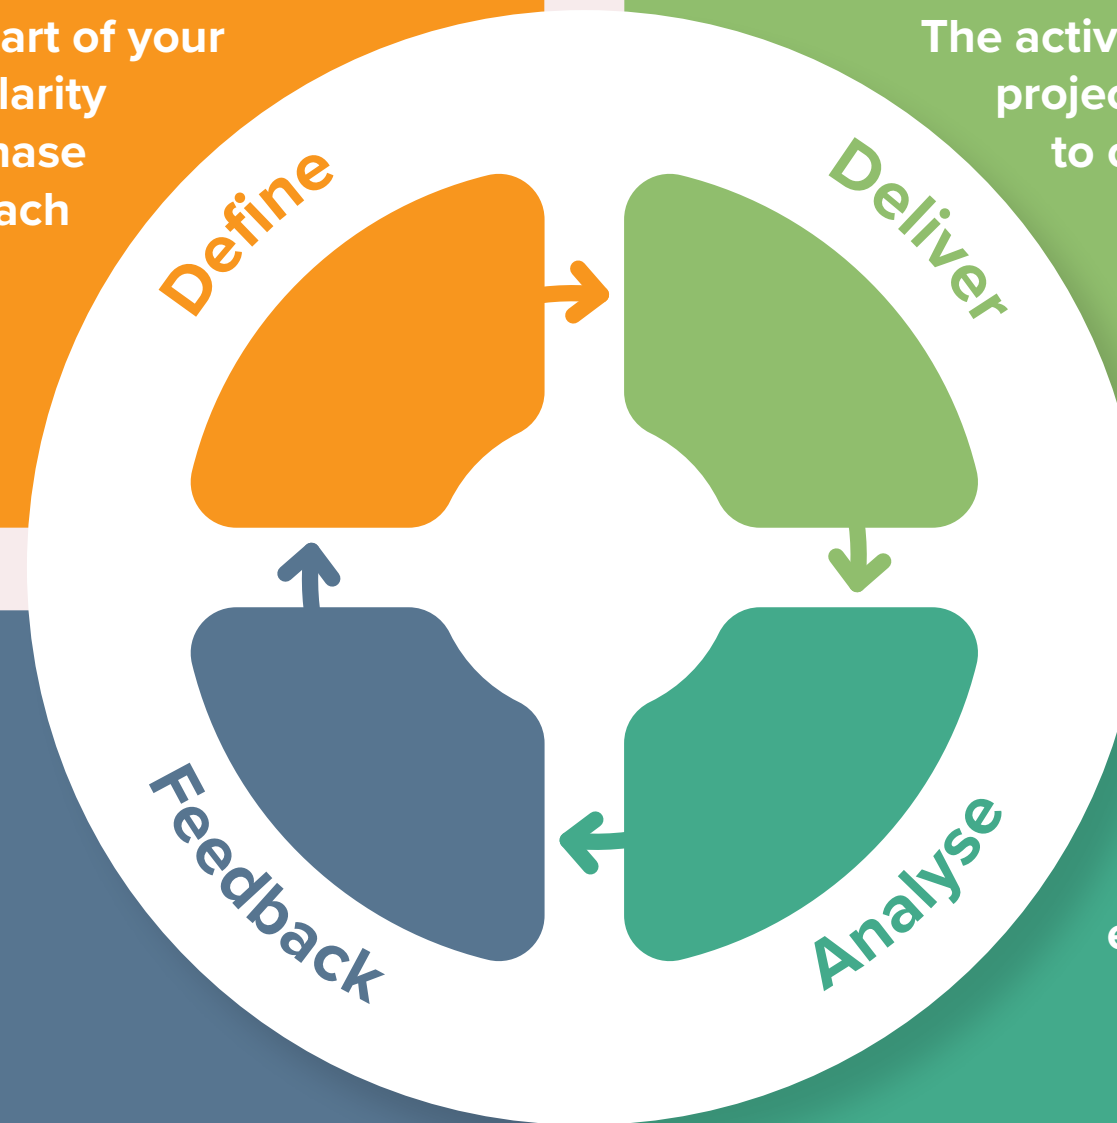 art of your
larity
hase
ach
The activ
projec
to
Define
Deliver
Feedback
Analyse